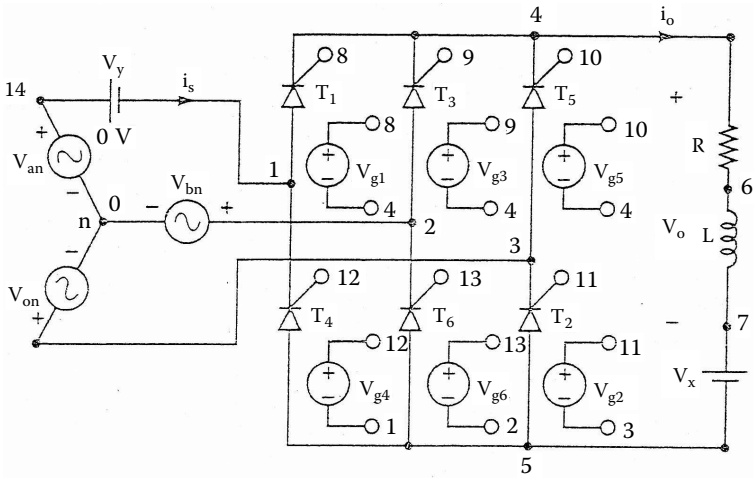 4
i_o
8
9
10
V_y
14
i_s
T_1
T_3
T_5
+
+
0 V
8
9
10
R
V_an
+
+
+
1
V_g1
V_g3
V_g5
6
−
V_bn
−
−
−
0
4
4
4
n
−
+
2
V_o
L
−
3
12
13
11
V_on
+
T_4
T_6
T_2
−
7
12
13
11
+
+
+
V_x
V_g4
V_g6
V_g2
−
−
−
1
2
3
5